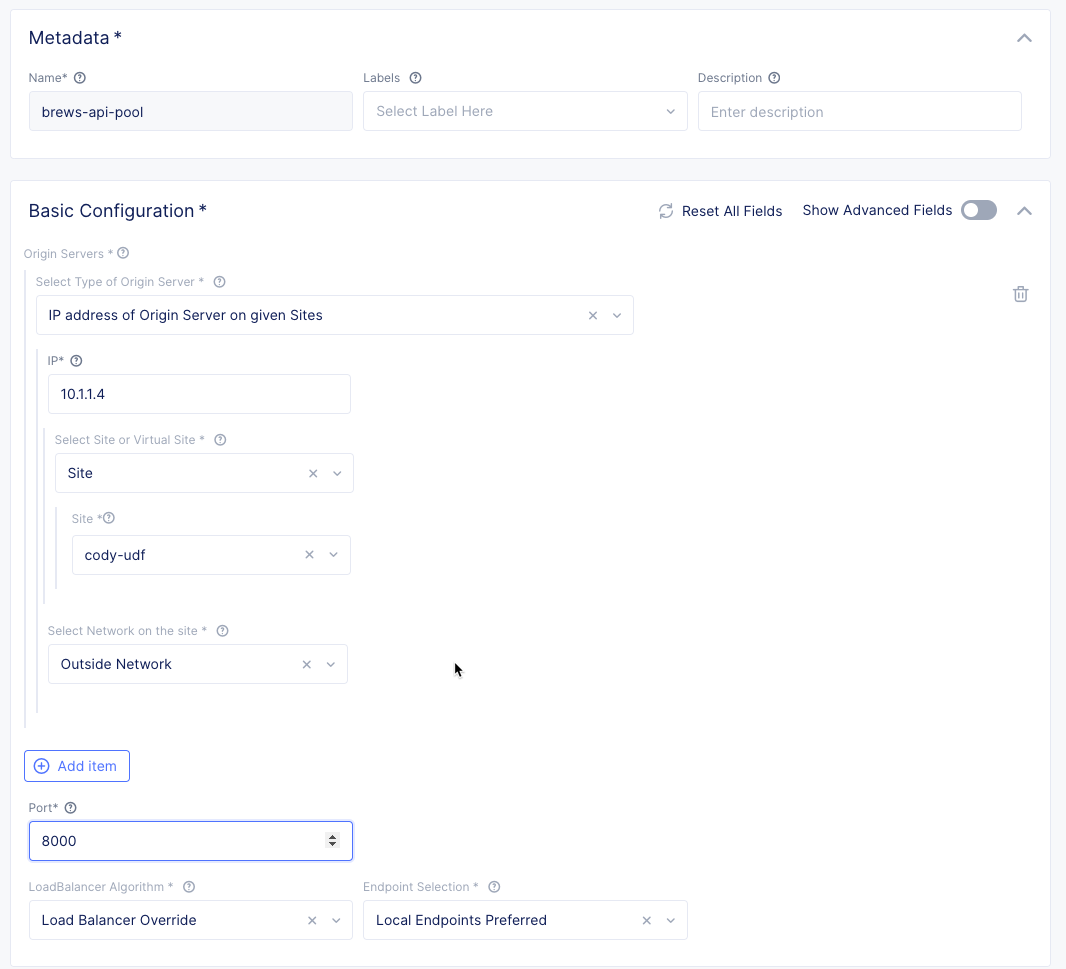 Metadata *
Name* Labels Description
brews-api-pool Select Label Here Enter description
Basic Configuration * Reset All Fields Show Advanced Fields
Origin Servers *
Select Type of Origin Server *
IP address of Origin Server on given Sites
IP*
10.1.1.4
Select Site or Virtual Site *
Site
Site *
cody-udf
Select Network on the site *
Outside Network
Add item
Port*
8000
LoadBalancer Algorithm * Endpoint Selection *
Load Balancer Override Local Endpoints Preferred